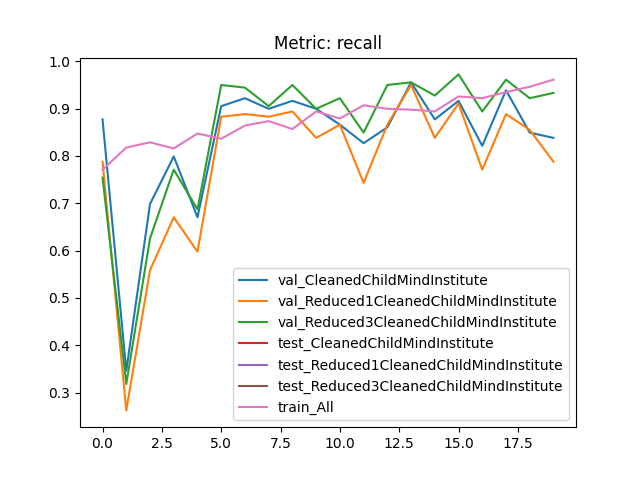 Metric: recall
1.0
0.9
0.8
0.7
0.6
0.5
0.4
0.3
val_CleanedChildMindInstitute
val_Reduced1CleanedChildMindInstitute
val_Reduced3CleanedChildMindInstitute
test_CleanedChildMindInstitute
test_Reduced1CleanedChildMindInstitute
test_Reduced3CleanedChildMindInstitute
train_All
0.0 2.5 5.0 7.5 10.0 12.5 15.0 17.5